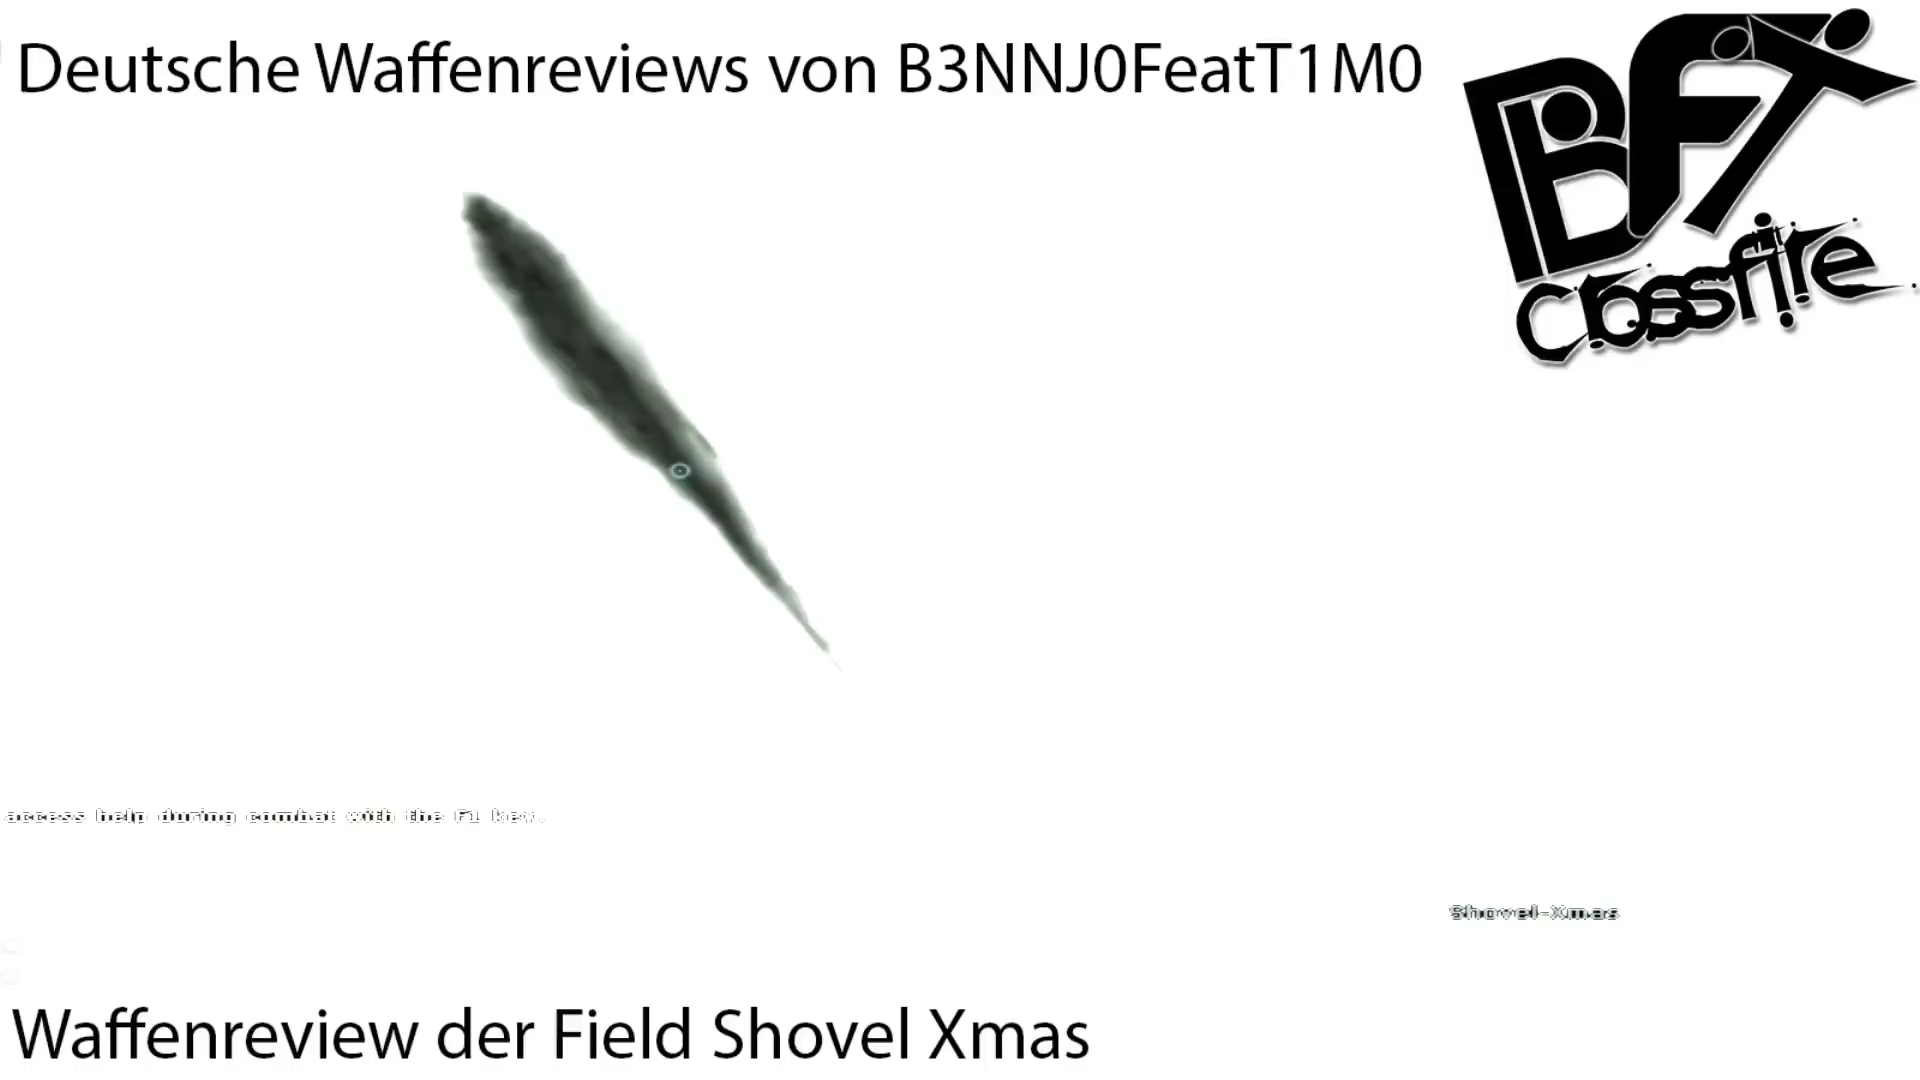 Deutsche Waffenreviews von B3NNJ0FeatT1M0
BFT
Crossfire
access help during combat with the F1 key.
Shovel-Xmas
Waffenreview der Field Shovel Xmas